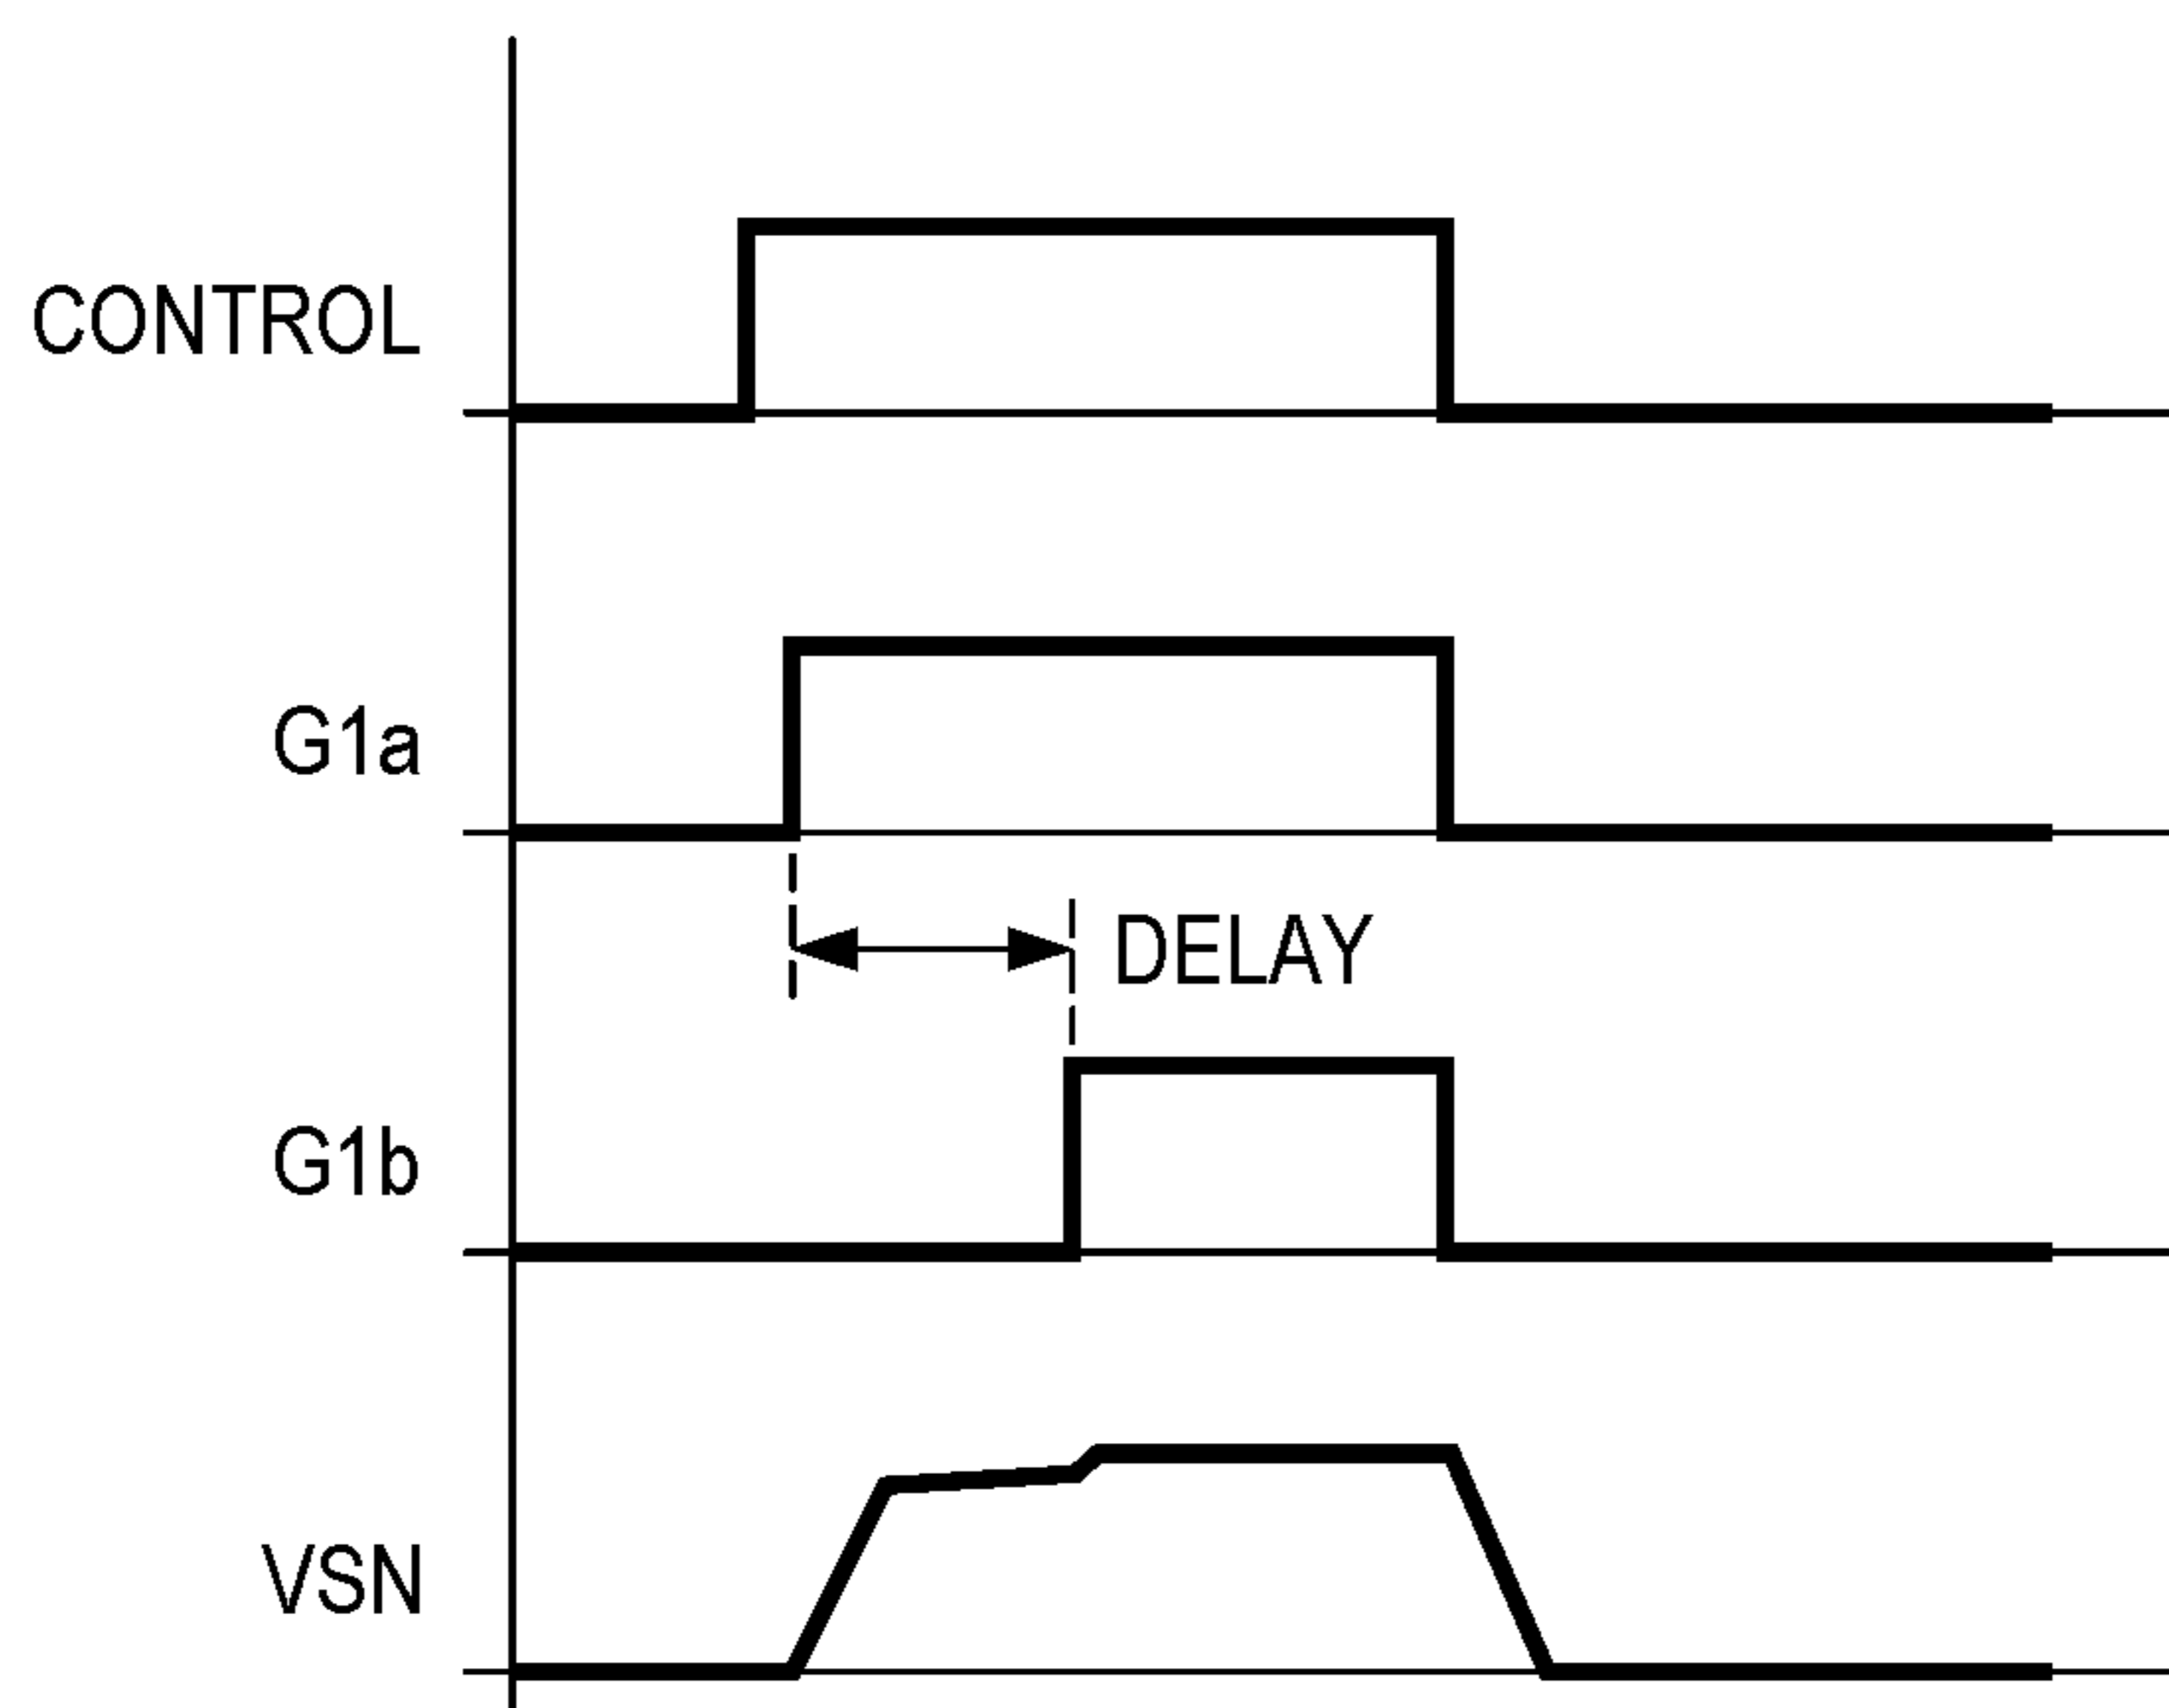 CONTROL
G1a
DELAY
G1b
VSN